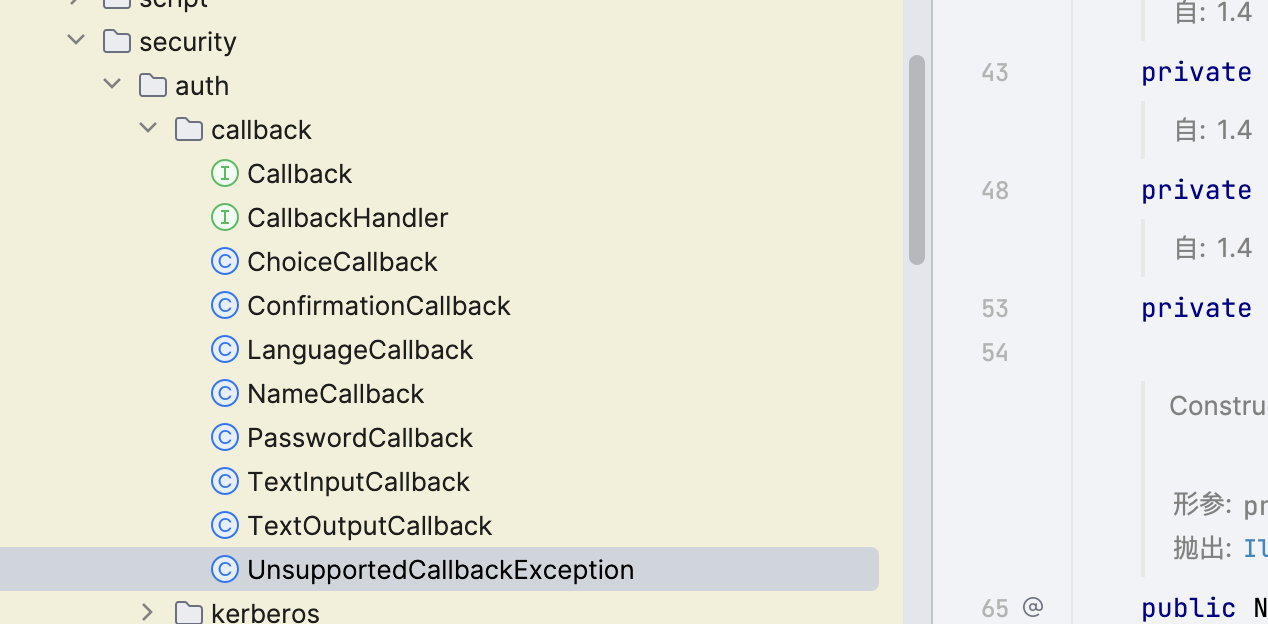 script
security
auth
callback
Callback
CallbackHandler
ChoiceCallback
ConfirmationCallback
LanguageCallback
NameCallback
PasswordCallback
TextInputCallback
TextOutputCallback
UnsupportedCallbackException
kerberos
自: 1.4
43 private
自: 1.4
48 private
自: 1.4
53 private
54
Constru
形参: pr
抛出: Il
65 @ public N